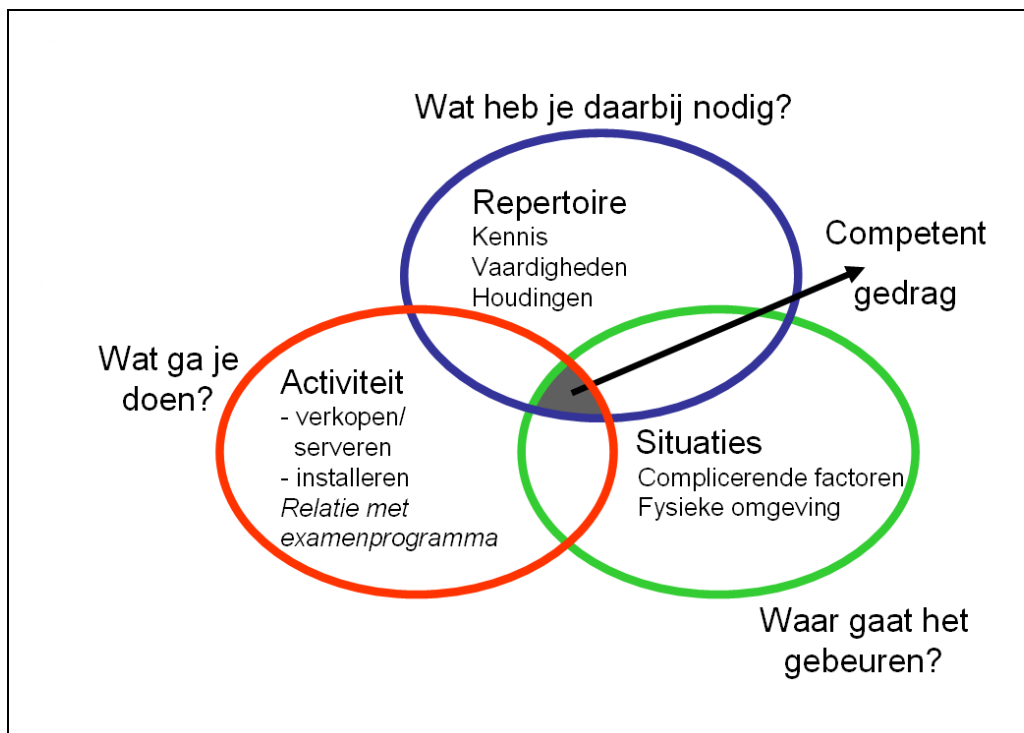 Wat heb je daarbij nodig?
Repertoire
Kennis
Vaardigheden
Houdingen
Competent
gedrag
Wat ga je
doen?
Activiteit
- verkopen/
serveren
- installeren
Relatie met
examenprogramma
Situaties
Complicerende factoren
Fysieke omgeving
Waar gaat het
gebeuren?